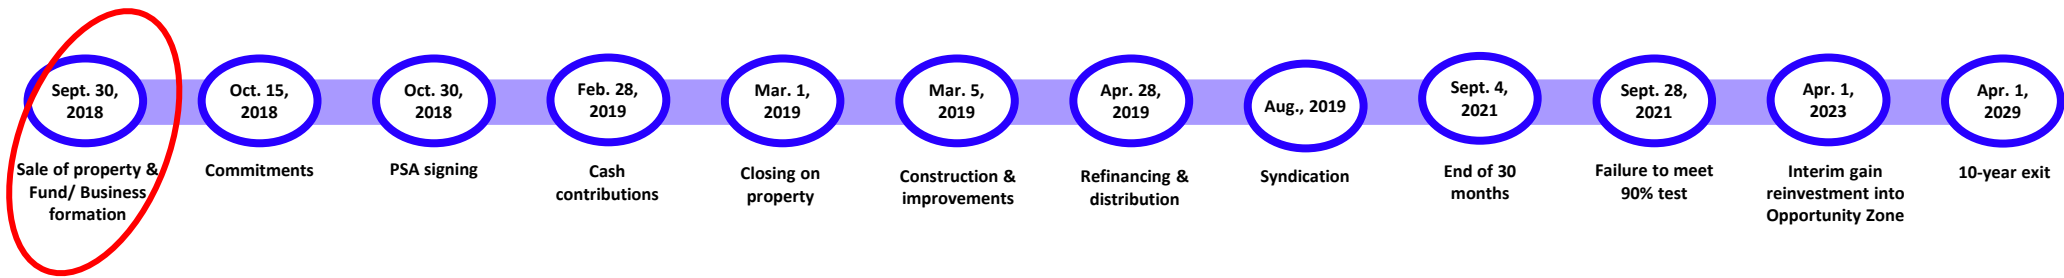 Sept. 30,
2018
Sale of property &
Fund/ Business
formation
Oct. 15,
2018
Commitments
Oct. 30,
2018
PSA signing
Feb. 28,
2019
Cash
contributions
Mar. 1,
2019
Closing on
property
Mar. 5,
2019
Construction &
improvements
Apr. 28,
2019
Refinancing &
distribution
Aug., 2019
Syndication
Sept. 4,
2021
End of 30
months
Sept. 28,
2021
Failure to meet
90% test
Apr. 1,
2023
Interim gain
reinvestment into
Opportunity Zone
Apr. 1,
2029
10-year exit